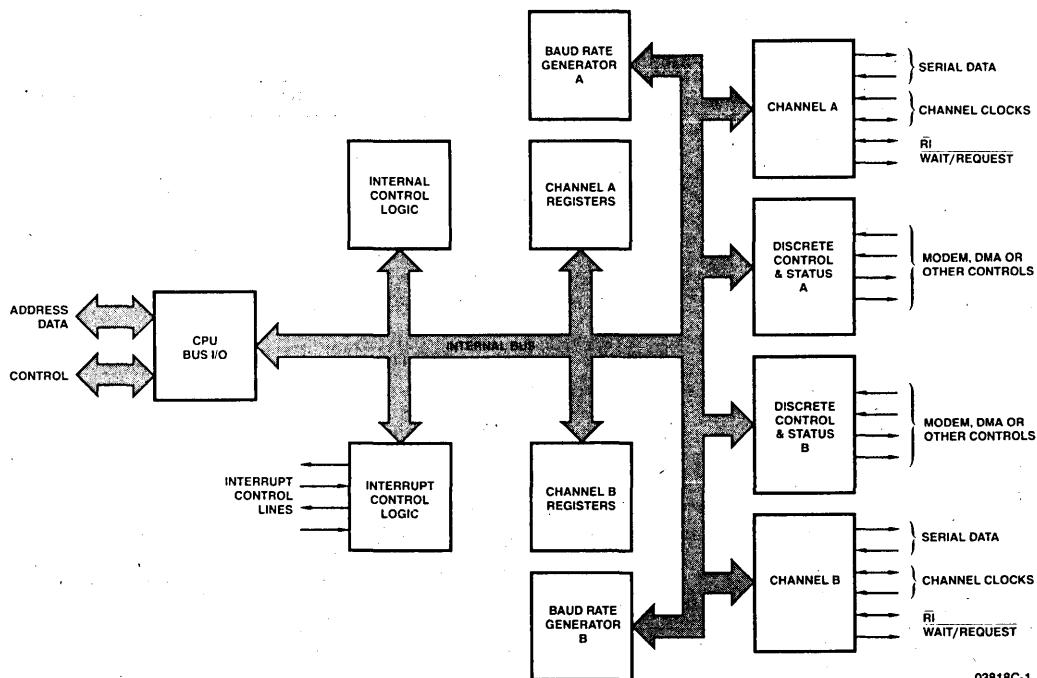 BAUD RATE
GENERATOR
A
CHANNEL A
SERIAL DATA
CHANNEL CLOCKS
RI
WAIT/REQUEST
INTERNAL
CONTROL
LOGIC
CHANNEL A
REGISTERS
DISCRETE
CONTROL
& STATUS
A
MODEM, DMA OR
OTHER CONTROLS
ADDRESS
DATA
CONTROL
CPU
BUS I/O
INTERNAL BUS
DISCRETE
CONTROL
& STATUS
B
MODEM, DMA OR
OTHER CONTROLS
INTERRUPT
CONTROL
LINES
INTERRUPT
CONTROL
LOGIC
CHANNEL B
REGISTERS
BAUD RATE
GENERATOR
B
CHANNEL B
SERIAL DATA
CHANNEL CLOCKS
RI
WAIT/REQUEST
03818C-1